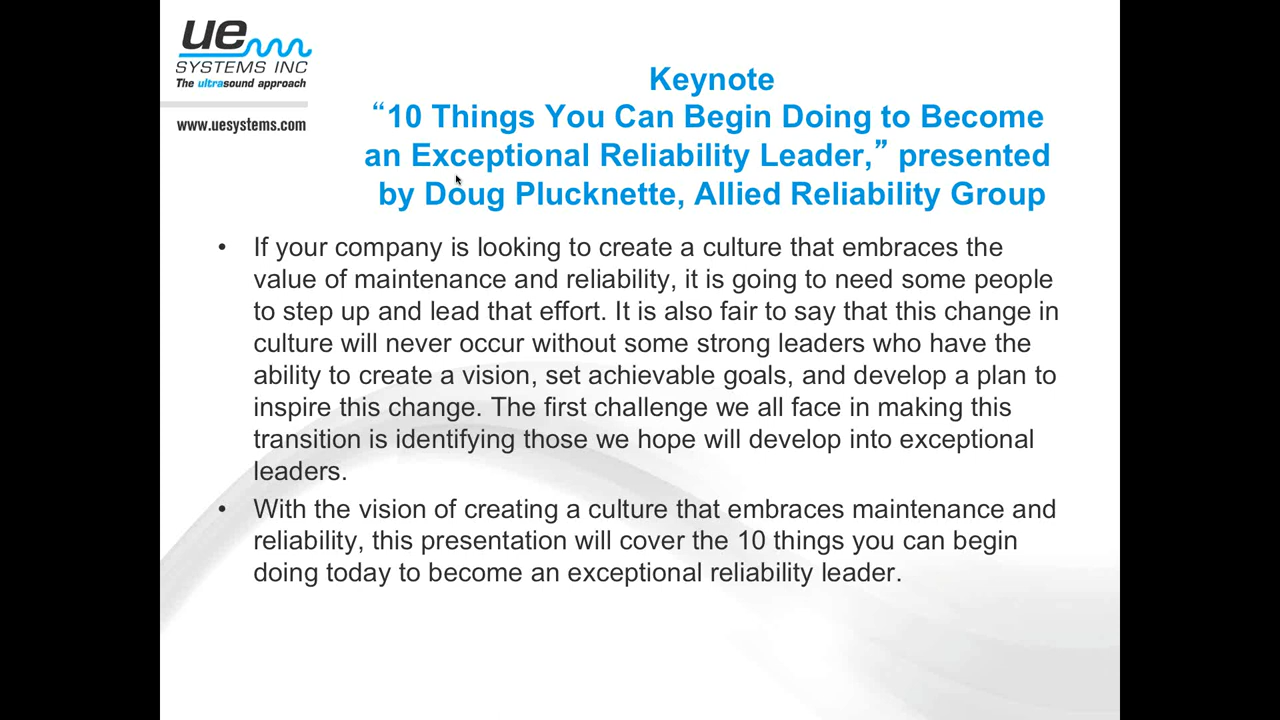 ue
SYSTEMS INC
The ultrasound approach
www.uesystems.com
Keynote
“10 Things You Can Begin Doing to Become
an Exceptional Reliability Leader,” presented
by Doug Plucknette, Allied Reliability Group
• If your company is looking to create a culture that embraces the
value of maintenance and reliability, it is going to need some people
to step up and lead that effort. It is also fair to say that this change in
culture will never occur without some strong leaders who have the
ability to create a vision, set achievable goals, and develop a plan to
inspire this change. The first challenge we all face in making this
transition is identifying those we hope will develop into exceptional
leaders.
• With the vision of creating a culture that embraces maintenance and
reliability, this presentation will cover the 10 things you can begin
doing today to become an exceptional reliability leader.